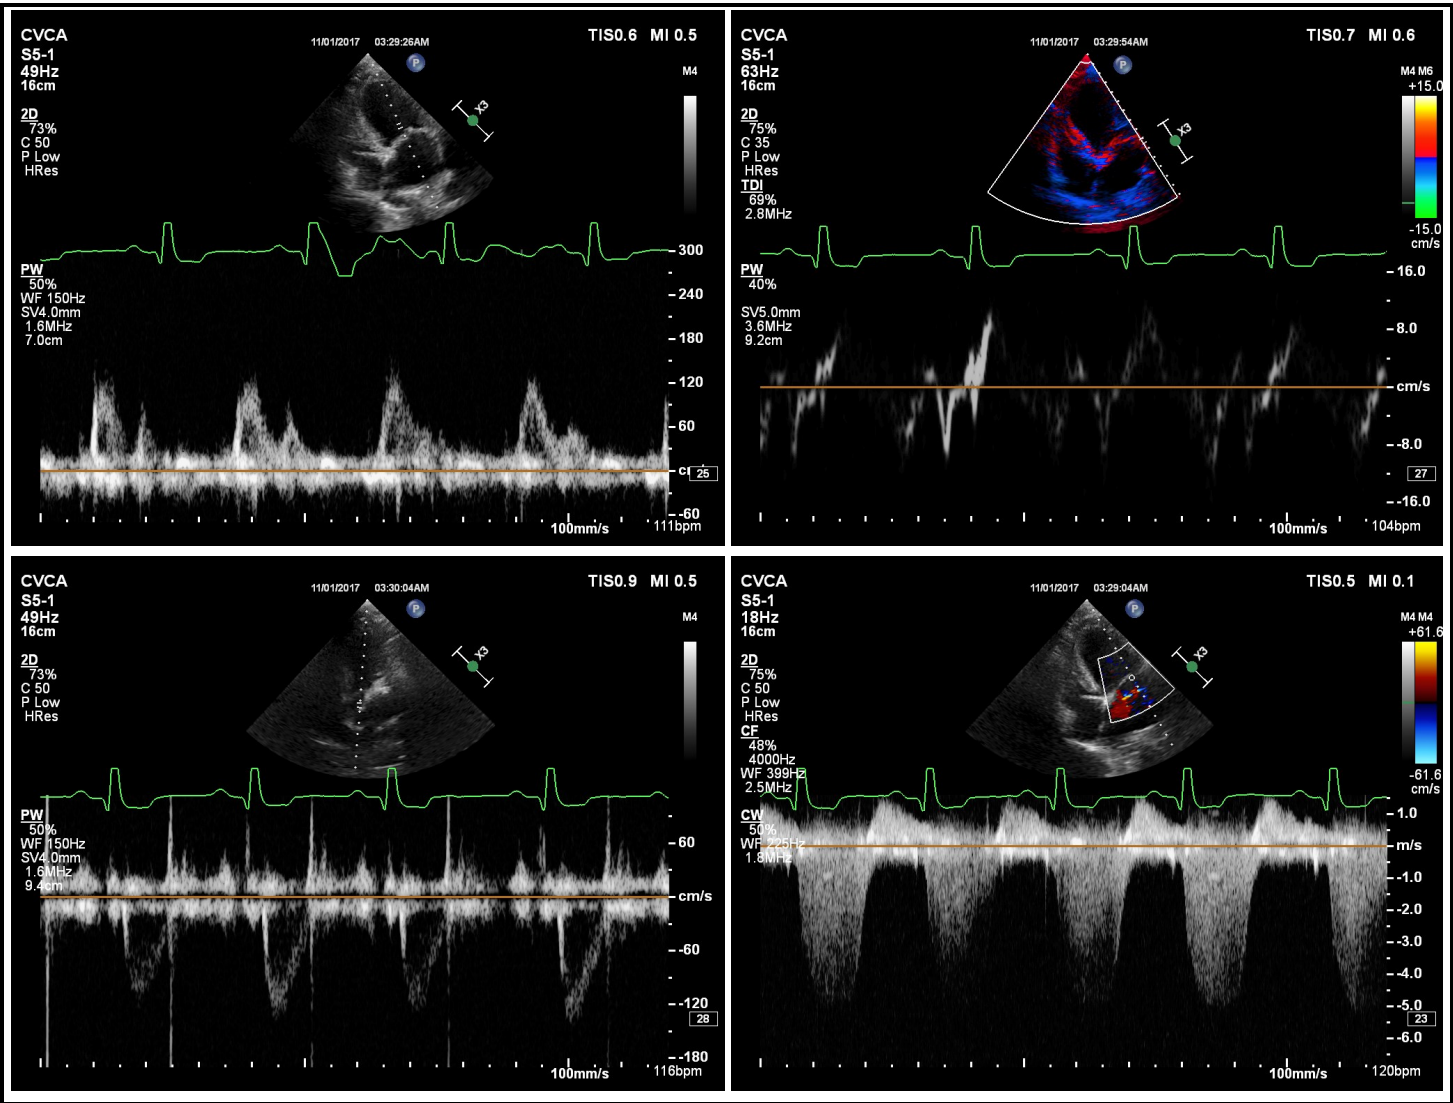 CVCA
S5-1
49Hz
16cm
11/01/2017 03:29:26AM
P
TIS0.6 MI 0.5
M4
X3
2D
73%
C 50
P Low
HRes
PW
50%
WF 150Hz
SV4.0mm
1.6MHz
7.0cm
300
240
180
120
60
25
-60
100mm/s
111bpm
CVCA
S5-1
63Hz
16cm
11/01/2017 03:29:54AM
P
TIS0.7 MI 0.6
M4 M6
+15.0
X3
-15.0
cm/s
2D
75%
C 35
P Low
HRes
TDI
69%
2.8MHz
PW
40%
SV5.0mm
3.6MHz
9.2cm
16.0
8.0
cm/s
-8.0
27
-16.0
100mm/s
104bpm
CVCA
S5-1
49Hz
16cm
11/01/2017 03:30:04AM
P
TIS0.9 MI 0.5
M4
X3
2D
73%
C 50
P Low
HRes
PW
50%
WF 150Hz
SV4.0mm
1.6MHz
9.4cm
60
cm/s
-60
-120
28
-180
100mm/s
116bpm
CVCA
S5-1
18Hz
16cm
11/01/2017 03:29:04AM
P
TIS0.5 MI 0.1
M4 M4
+61.6
X3
-61.6
cm/s
2D
75%
C 50
P Low
HRes
CF
48%
4000Hz
WF 399Hz
2.5MHz
CW
50%
WF 225Hz
1.8MHz
1.0
m/s
-1.0
-2.0
-3.0
-4.0
-5.0
23
-6.0
100mm/s
120bpm